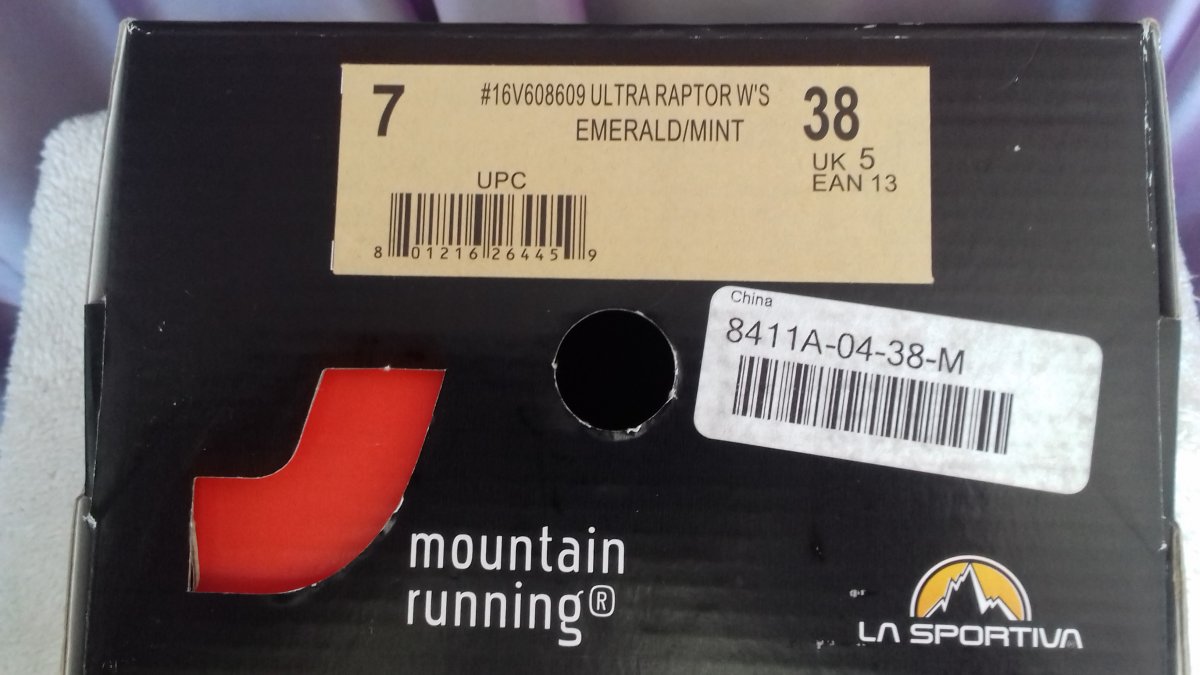 7
#16V608609 ULTRA RAPTOR W'S
EMERALD/MINT
38
UK 5
EAN 13
UPC
8 01216 26445 9
China
8411A-04-38-M
mountain
running®
LA SPORTIVA